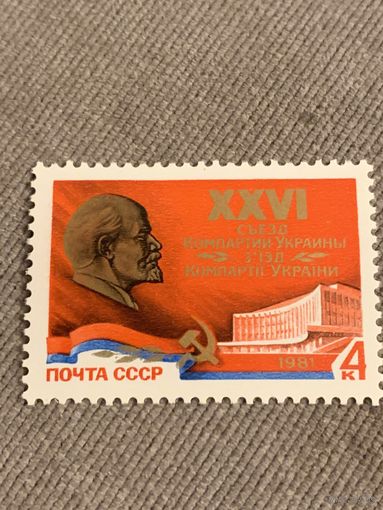 XXVI
СЪЕЗД
КОМПАРТИИ УКРАИНЫ
З'ЇЗД
КОМПАРТІЇ УКРАЇНИ
1981
4
К
ПОЧТА СССР